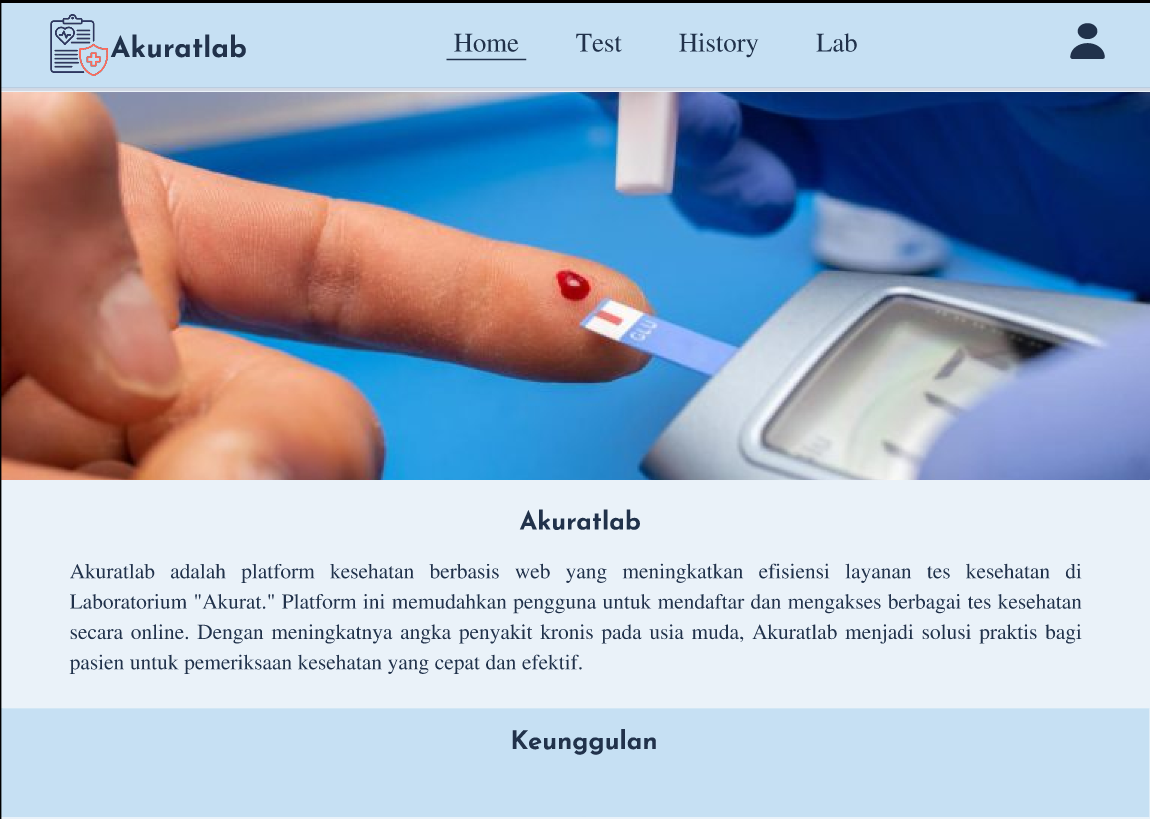 Akuratlab
Home Test History Lab
GLU
Akuratlab
Akuratlab adalah platform kesehatan berbasis web yang meningkatkan efisiensi layanan tes kesehatan di
Laboratorium "Akurat." Platform ini memudahkan pengguna untuk mendaftar dan mengakses berbagai tes kesehatan
secara online. Dengan meningkatnya angka penyakit kronis pada usia muda, Akuratlab menjadi solusi praktis bagi
pasien untuk pemeriksaan kesehatan yang cepat dan efektif.
Keunggulan